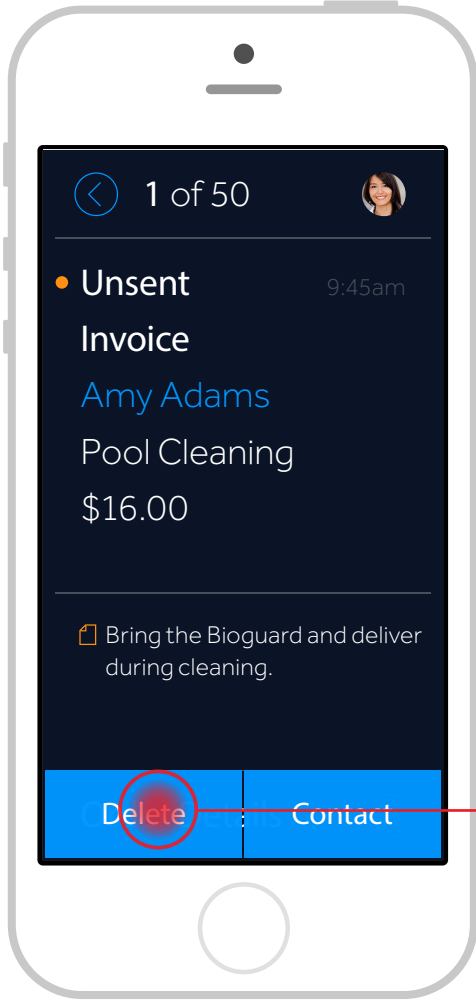 1 of 50
Unsent 9:45am
Invoice
Amy Adams
Pool Cleaning
$16.00
Bring the Bioguard and deliver
during cleaning.
Delete Contact